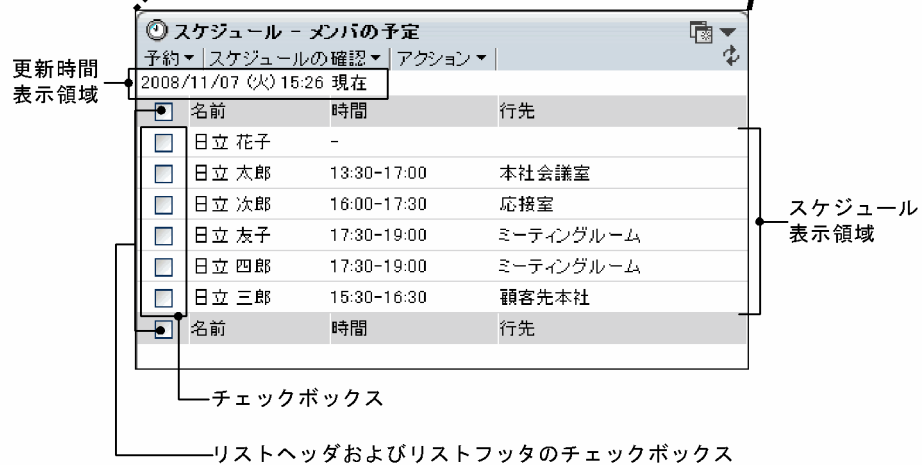 スケジュール - メンバの予定
予約▼|スケジュールの確認▼|アクション▼|
更新時間
表示領域
2008/11/07 (火) 15:26 現在
名前 時間 行先
日立 花子 -
日立 太郎 13:30-17:00 本社会議室
日立 次郎 16:00-17:30 応接室
日立 友子 17:30-19:00 ミーティングルーム
日立 四郎 17:30-19:00 ミーティングルーム
日立 三郎 15:30-16:30 顧客先本社
名前 時間 行先
スケジュール
表示領域
チェックボックス
リストヘッダおよびリストフッタのチェックボックス